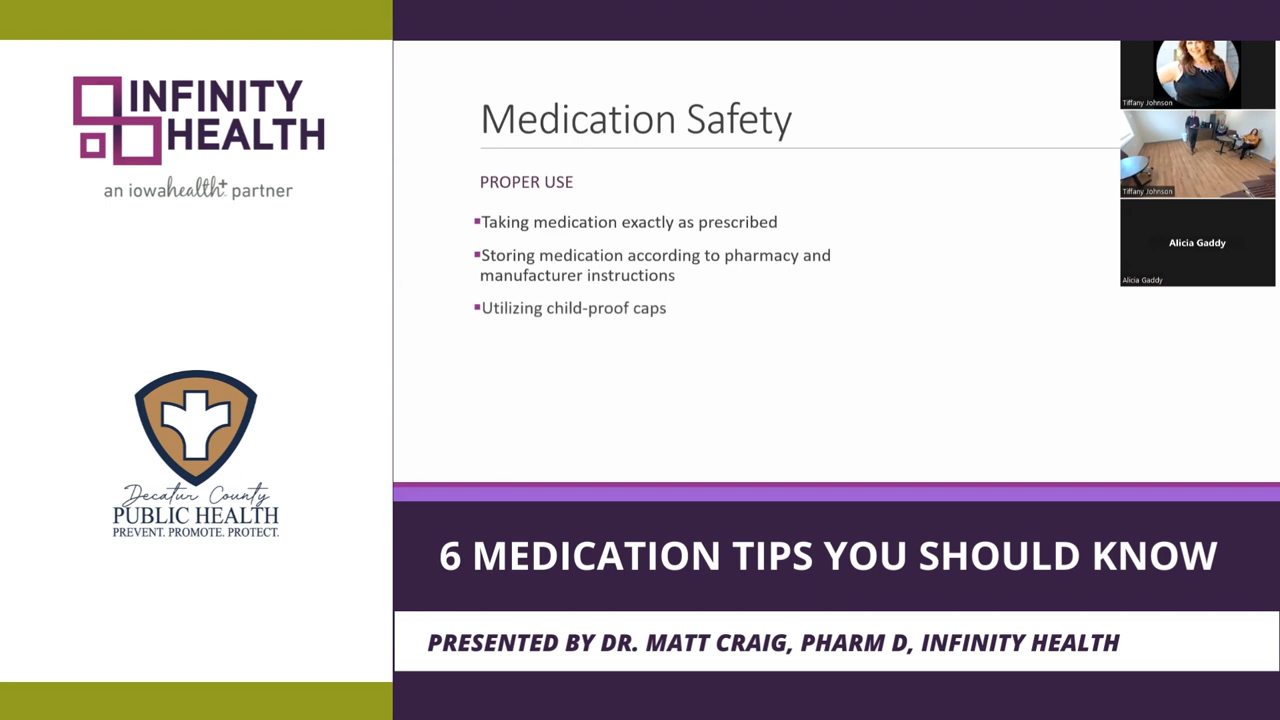 INFINITY
HEALTH
an iowahealth+ partner
Decatur County
PUBLIC HEALTH
PREVENT. PROMOTE. PROTECT.
Medication Safety
PROPER USE
▪Taking medication exactly as prescribed
▪Storing medication according to pharmacy and
manufacturer instructions
▪Utilizing child-proof caps
Tiffany Johnson
Tiffany Johnson
Alicia Gaddy
Alicia Gaddy
6 MEDICATION TIPS YOU SHOULD KNOW
PRESENTED BY DR. MATT CRAIG, PHARM D, INFINITY HEALTH